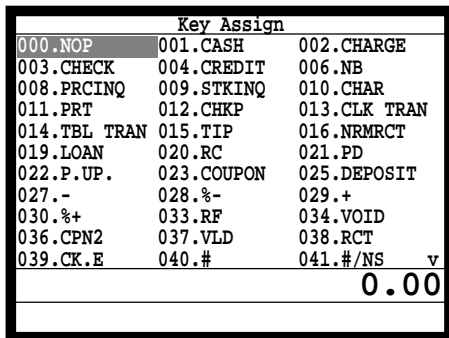 Key Assign
000.NOP 001.CASH 002.CHARGE
003.CHECK 004.CREDIT 006.NB
008.PRCINQ 009.STKINQ 010.CHAR
011.PRT 012.CHKP 013.CLK TRAN
014.TBL TRAN 015.TIP 016.NRMRCT
019.LOAN 020.RC 021.PD
022.P.UP. 023.COUPON 025.DEPOSIT
027.- 028.%- 029.+
030.%+ 033.RF 034.VOID
036.CPN2 037.VLD 038.RCT
039.CK.E 040.# 041.#/NS v
0.00